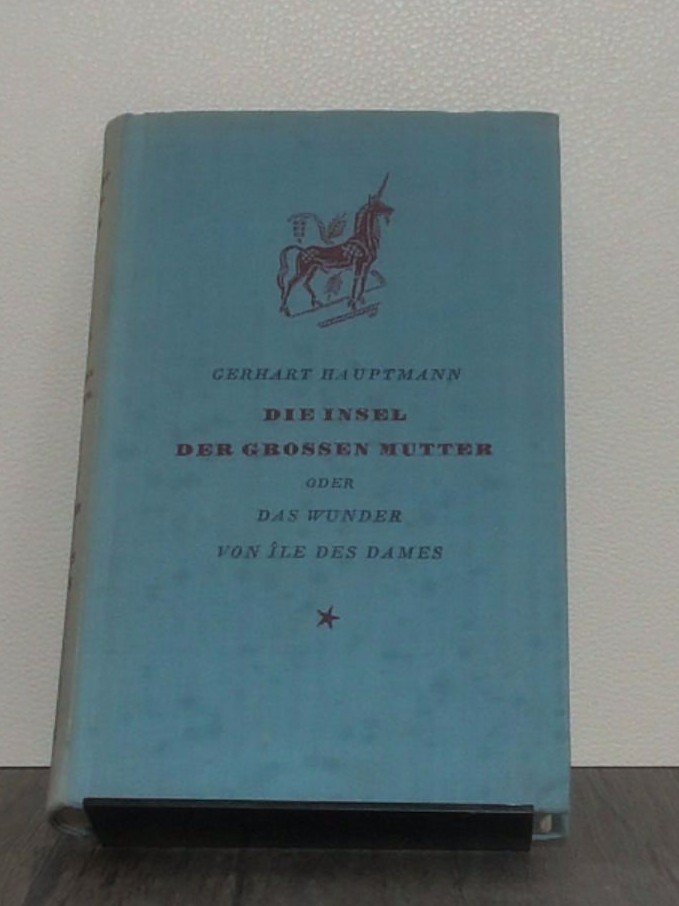 GERHART HAUPTMANN
DIE INSEL
DER GROSSEN MUTTER
ODER
DAS WUNDER
VON ÎLE DES DAMES